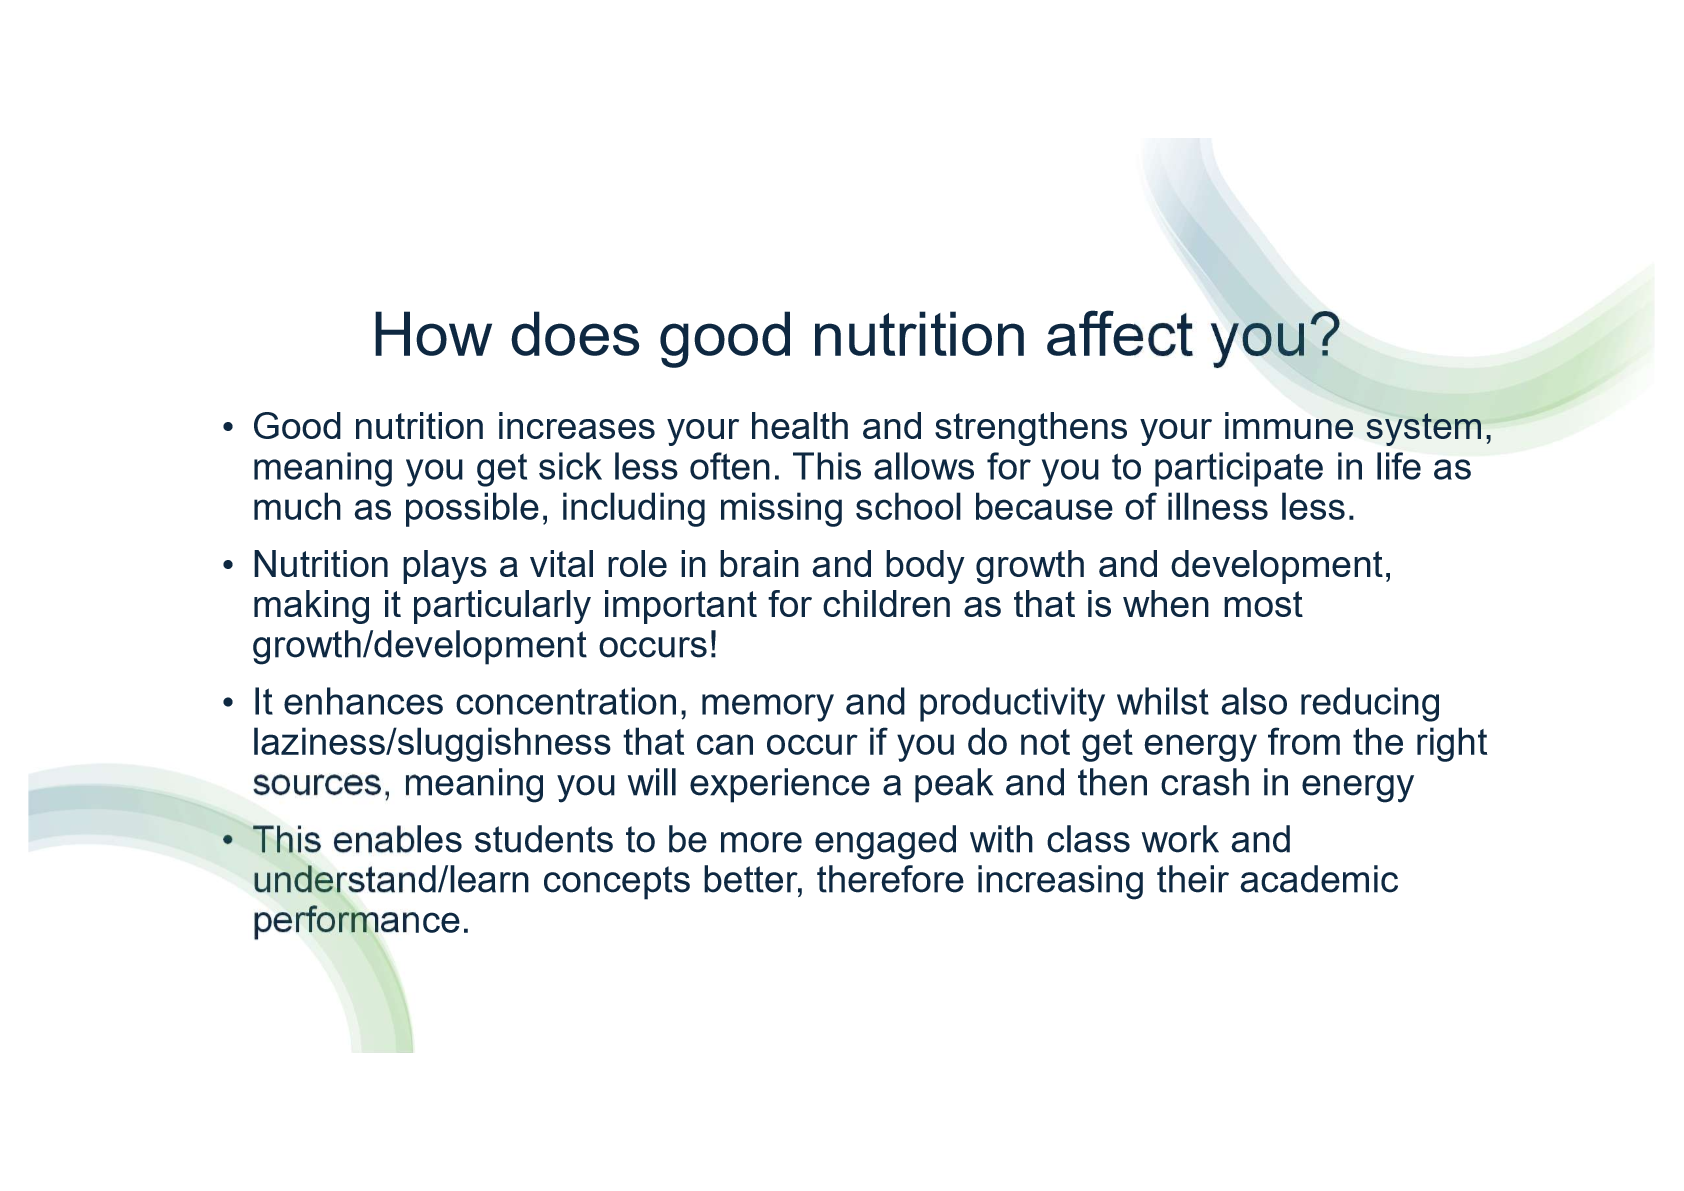 How does good nutrition affect you?
• Good nutrition increases your health and strengthens your immune system,
meaning you get sick less often. This allows for you to participate in life as
much as possible, including missing school because of illness less.
• Nutrition plays a vital role in brain and body growth and development,
making it particularly important for children as that is when most
growth/development occurs!
• It enhances concentration, memory and productivity whilst also reducing
laziness/sluggishness that can occur if you do not get energy from the right
sources, meaning you will experience a peak and then crash in energy
• This enables students to be more engaged with class work and
understand/learn concepts better, therefore increasing their academic
performance.